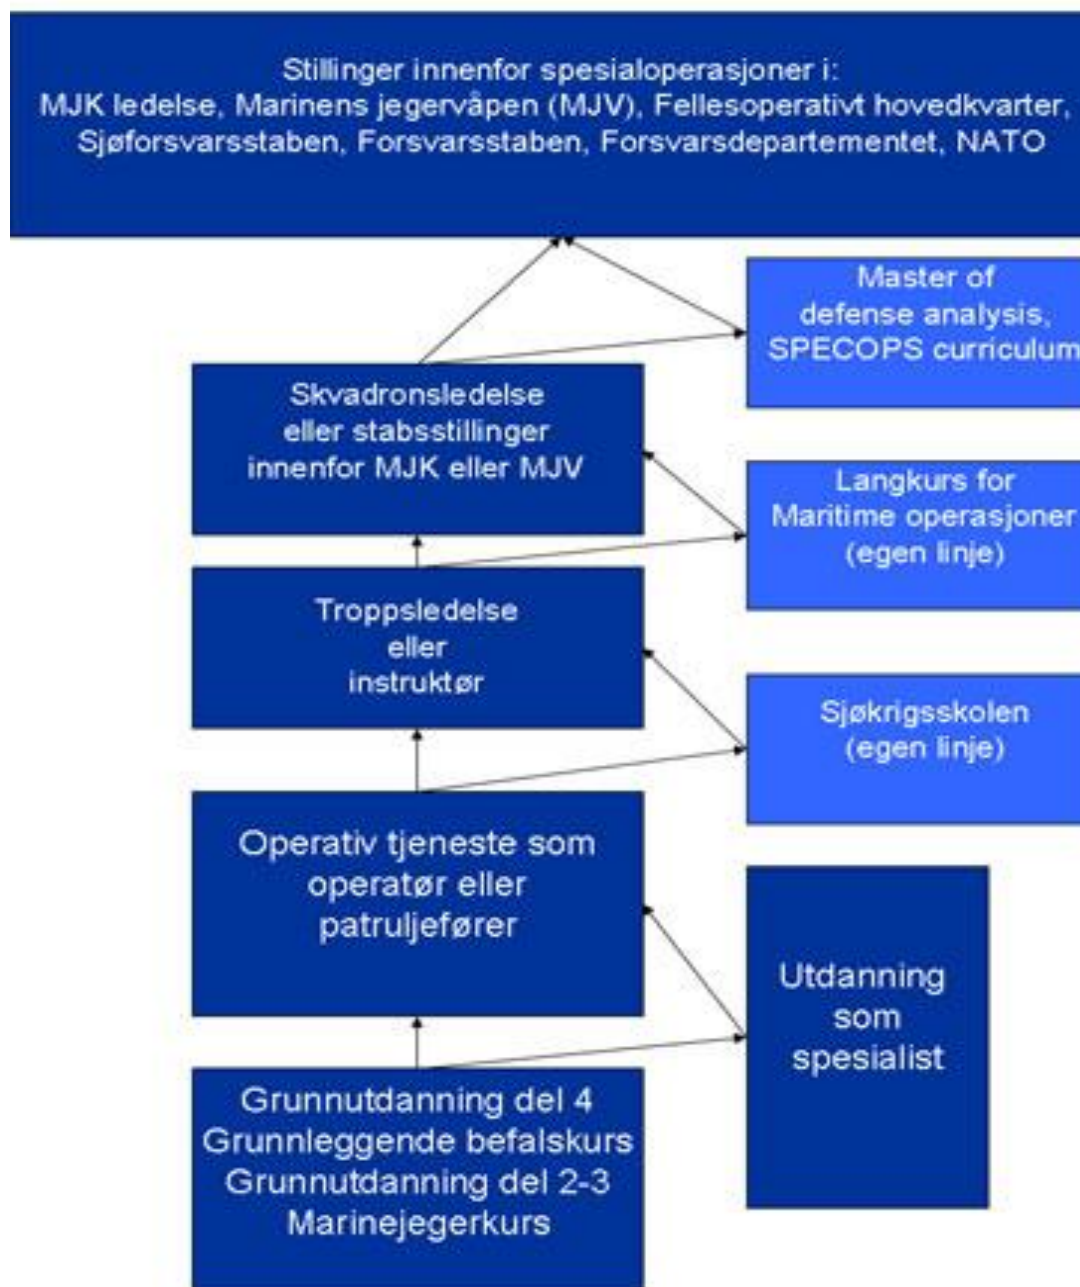 Stillinger innenfor spesialoperasjoner i:
MJK ledelse, Marinens jegervåpen (MJV), Fellesoperativt hovedkvarter,
Sjøforsvarsstaben, Forsvarsstaben, Forsvarsdepartementet, NATO
Master of
defense analysis,
SPECOPS curriculum
Skvadronsledelse
eller stabsstillinger
innenfor MJK eller MJV
Langkurs for
Maritime operasjoner
(egen linje)
Troppsledelse
eller
instruktør
Sjøkrigsskolen
(egen linje)
Operativ tjeneste som
operatør eller
patruljefører
Utdanning
som
spesialist
Grunnutdanning del 4
Grunnleggende befalskurs
Grunnutdanning del 2-3
Marinejegerkurs